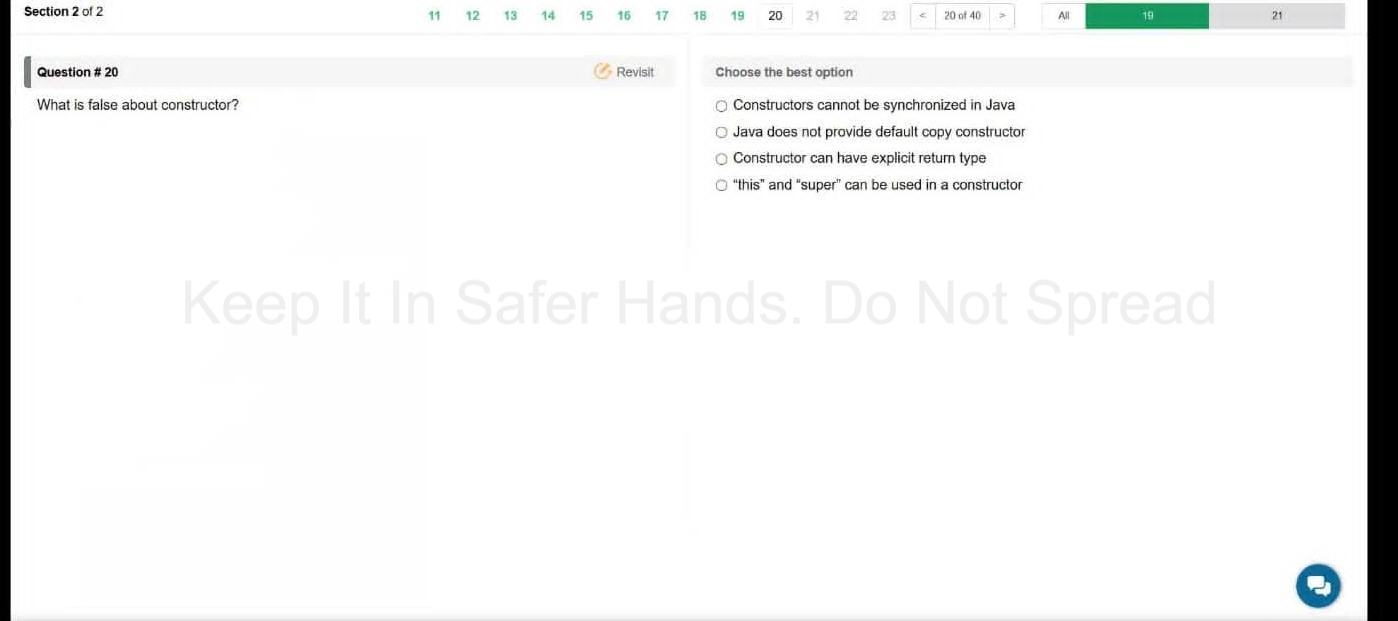 Section 2 of 2
11 12 13 14 15 16 17 18 19 20 21 22 23 < 20 of 40 > All 19 21
Question # 20
Revisit
What is false about constructor?
Choose the best option
Constructors cannot be synchronized in Java
Java does not provide default copy constructor
Constructor can have explicit return type
“this” and “super” can be used in a constructor
Keep It In Safer Hands. Do Not Spread